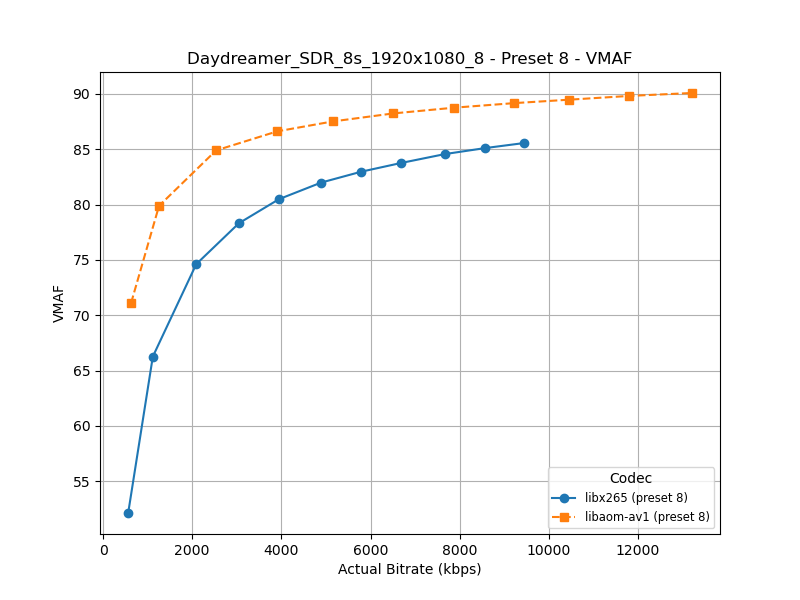 Daydreamer_SDR_8s_1920x1080_8 - Preset 8 - VMAF
90
85
80
75
70
65
60
55
VMAF
0 2000 4000 6000 8000 10000 12000
Actual Bitrate (kbps)
Codec
libx265 (preset 8)
libaom-av1 (preset 8)